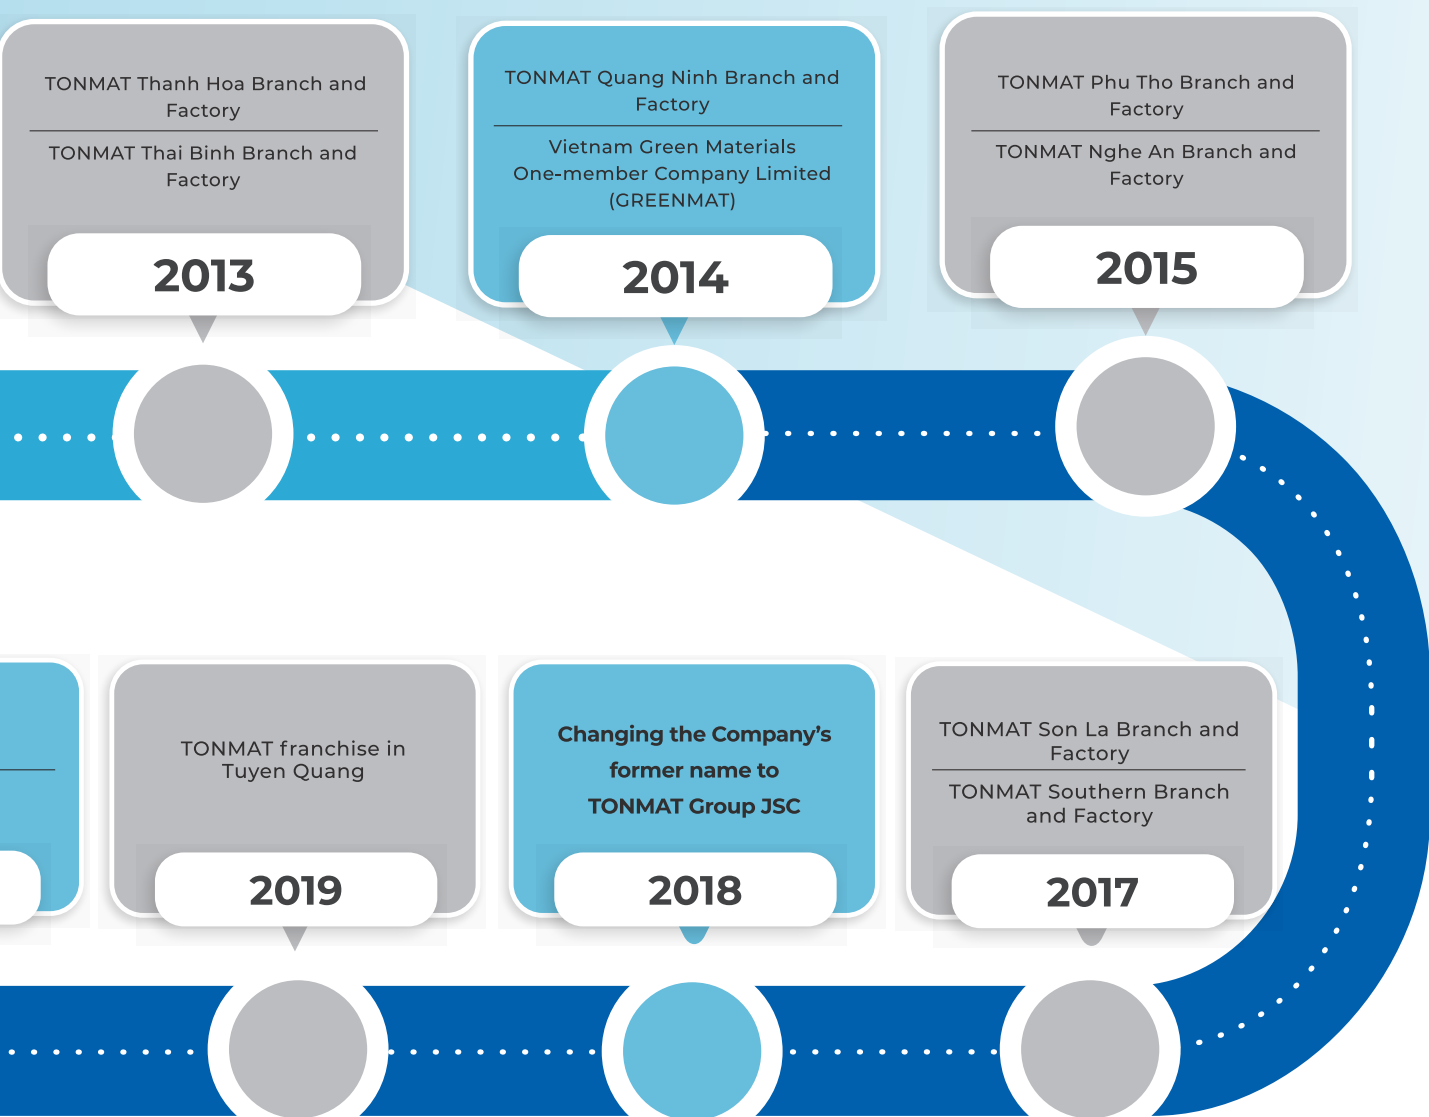 TONMAT Thanh Hoa Branch and
Factory
TONMAT Thai Binh Branch and
Factory
2013
TONMAT Quang Ninh Branch and
Factory
Vietnam Green Materials
One-member Company Limited
(GREENMAT)
2014
TONMAT Phu Tho Branch and
Factory
TONMAT Nghe An Branch and
Factory
2015
TONMAT franchise in
Tuyen Quang
2019
Changing the Company’s
former name to
TONMAT Group JSC
2018
TONMAT Son La Branch and
Factory
TONMAT Southern Branch
and Factory
2017